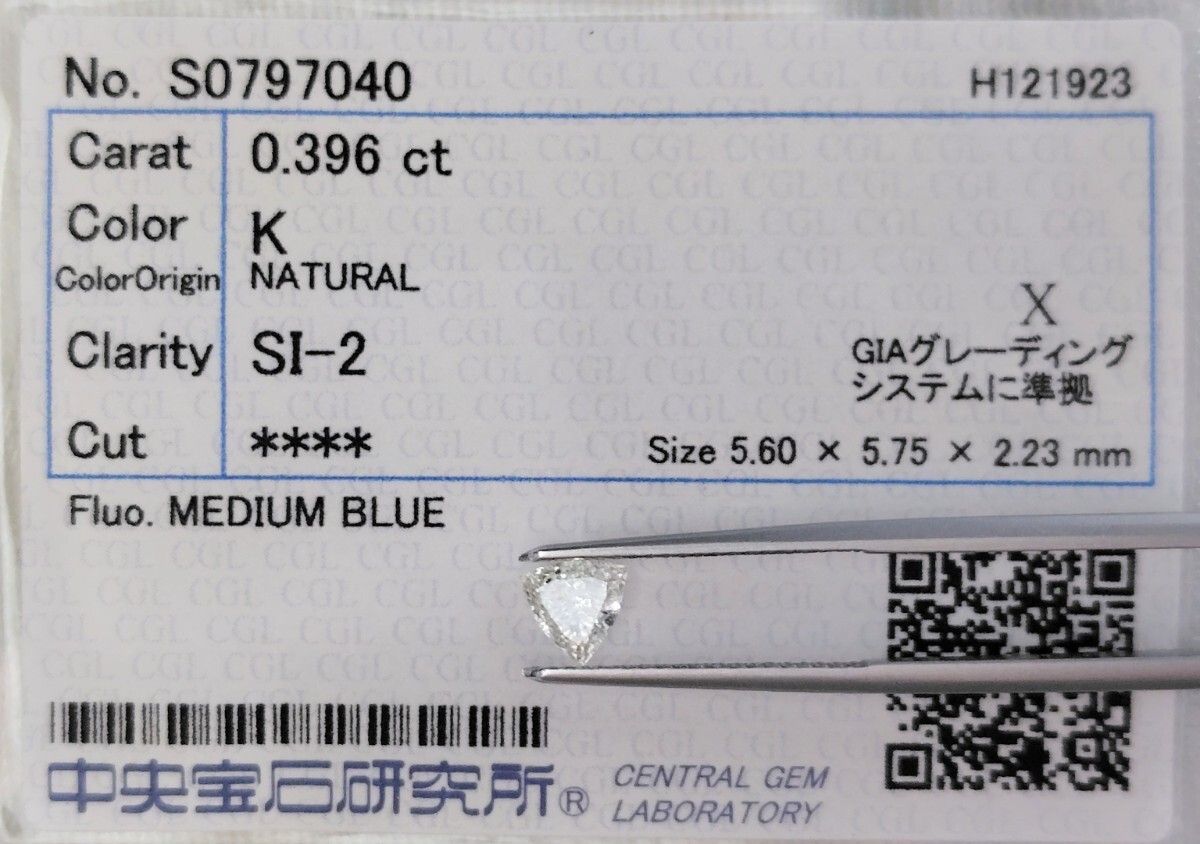 No. S0797040
H121923
Carat 0.396 ct
Color K
ColorOrigin NATURAL
Clarity SI-2
X
GIAグレーディング
システムに準拠
Cut ****
Size 5.60 × 5.75 × 2.23 mm
Fluo. MEDIUM BLUE
中央宝石研究所®
CENTRAL GEM
LABORATORY